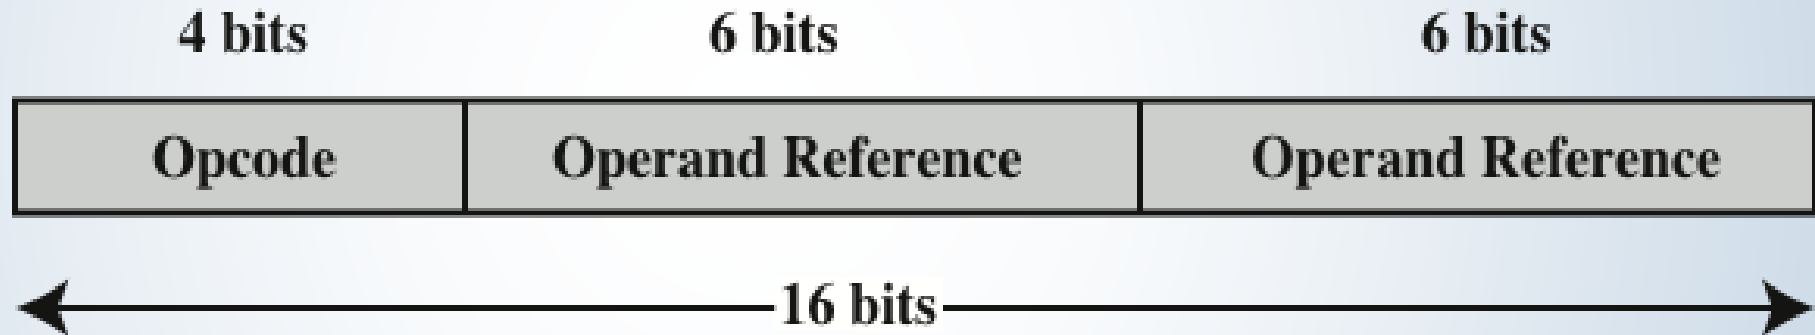 4 bits 6 bits 6 bits
Opcode Operand Reference Operand Reference
16 bits